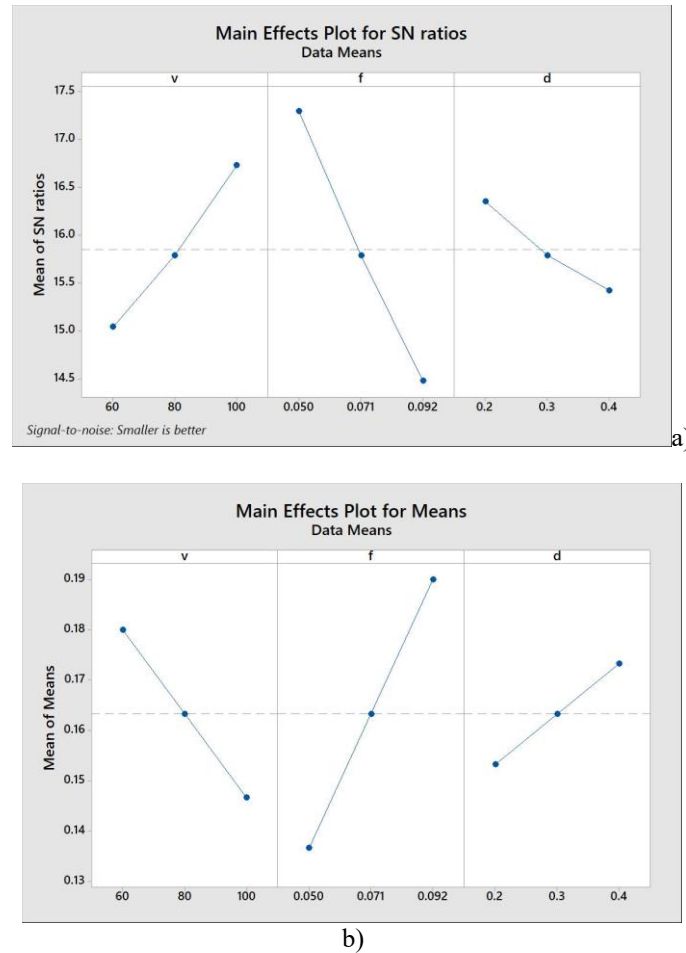 Main Effects Plot for SN ratios
Data Means
v f d
17.5
17.0
16.5
16.0
15.5
15.0
14.5
Mean of SN ratios
60 80 100 0.050 0.071 0.092 0.2 0.3 0.4
Signal-to-noise: Smaller is better
a)
Main Effects Plot for Means
Data Means
v f d
0.19
0.18
0.17
0.16
0.15
0.14
0.13
Mean of Means
60 80 100 0.050 0.071 0.092 0.2 0.3 0.4
b)